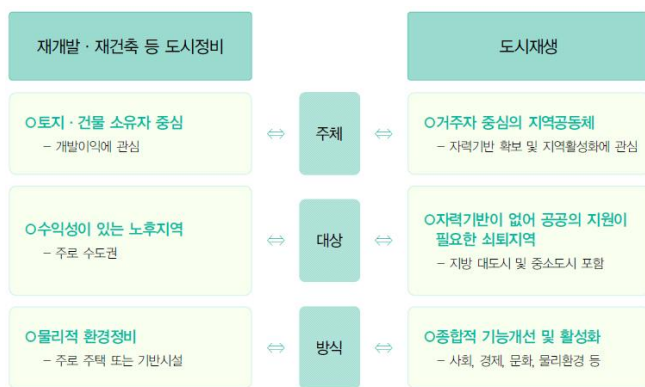 재개발 · 재건축 등 도시정비
도시재생
○토지 · 건물 소유자 중심
– 개발이익에 관심
⇔ 주체 ⇔
○거주자 중심의 지역공동체
– 자력기반 확보 및 지역활성화에 관심
○수익성이 있는 노후지역
– 주로 수도권
⇔ 대상 ⇔
○자력기반이 없어 공공의 지원이
필요한 쇠퇴지역
– 지방 대도시 및 중소도시 포함
○물리적 환경정비
– 주로 주택 또는 기반시설
⇔ 방식 ⇔
○종합적 기능개선 및 활성화
– 사회, 경제, 문화, 물리환경 등